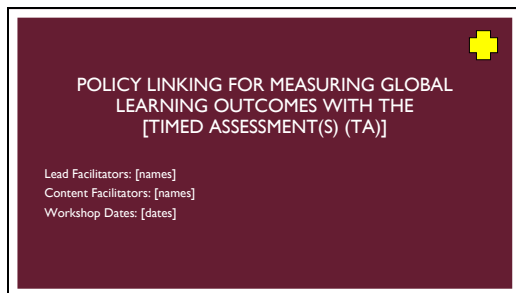 POLICY LINKING FOR MEASURING GLOBAL
LEARNING OUTCOMES WITH THE
[TIMED ASSESSMENT(S) (TA)]
Lead Facilitators: [names]
Content Facilitators: [names]
Workshop Dates: [dates]